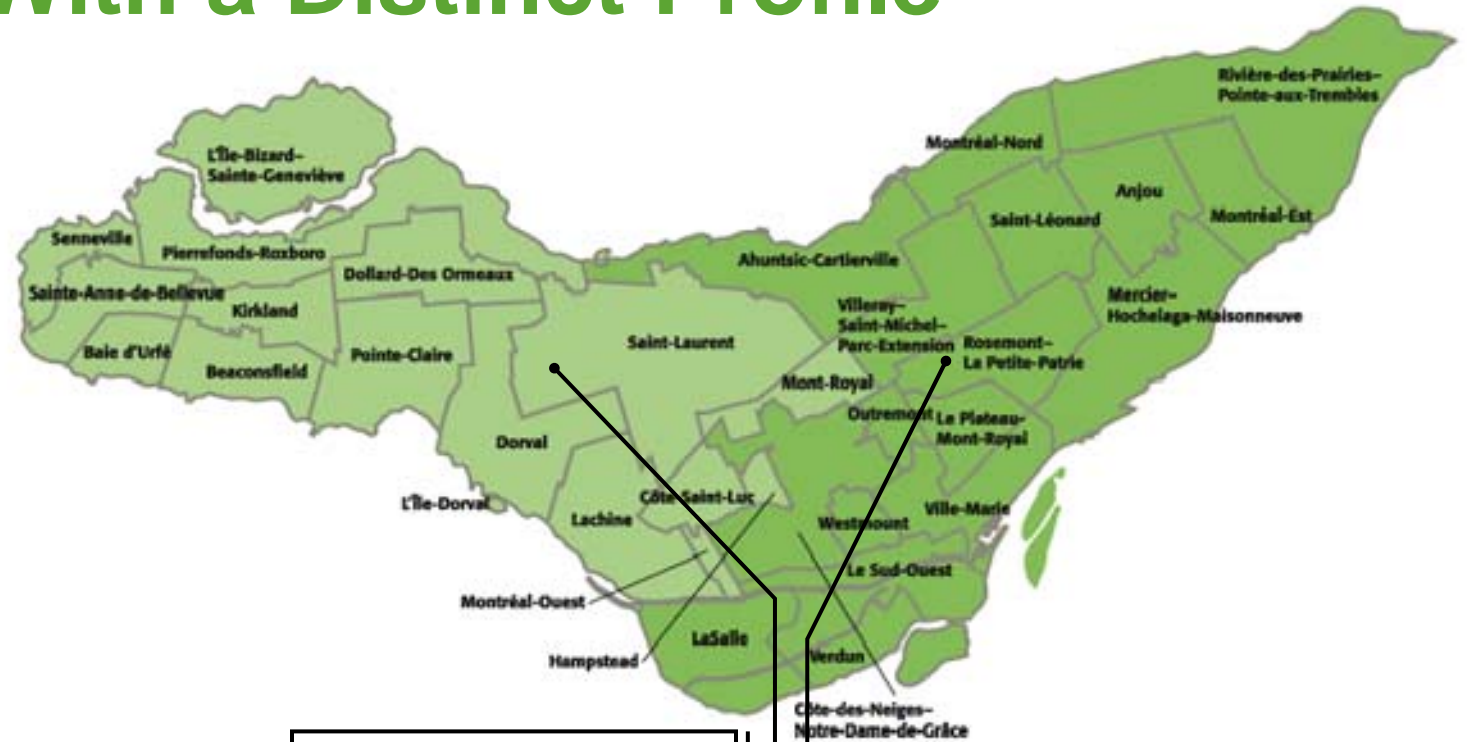 With a Distinct Profile
Rivière-des-Prairies–
Pointe-aux-Trembles
Montréal-Nord
L'Île-Bizard–
Sainte-Geneviève
Anjou
Saint-Léonard
Montréal-Est
Senneville
Pierrefonds-Roxboro
Ahuntsic-Cartierville
Dollard-Des Ormeaux
Sainte-Anne-de-Bellevue
Kirkland
Mercier–
Hochelaga-Maisonneuve
Villeray–
Saint-Michel–
Parc-Extension
Saint-Laurent
Rosemont–
La Petite-Patrie
Baie d'Urfé
Pointe-Claire
Beaconsfield
Mont-Royal
Outremont
Le Plateau-
Mont-Royal
Dorval
L'Île-Dorval
Côte-Saint-Luc
Lachine
Westmount
Ville-Marie
Le Sud-Ouest
Montréal-Ouest
LaSalle
Hampstead
Verdun
Côte-des-Neiges–
Notre-Dame-de-Grâce